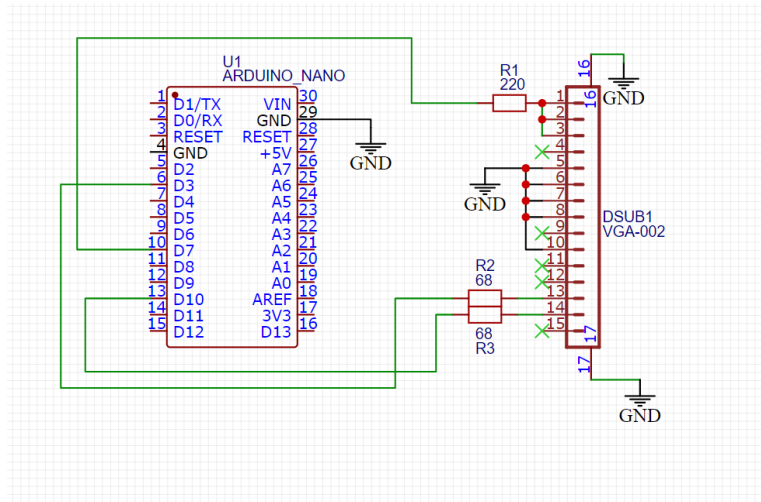 U1
ARDUINO_NANO
1 D1/TX VIN 30
2 D0/RX GND 29
3 RESET RESET 28
4 GND +5V 27
5 D2 A7 26
6 D3 A6 25
7 D4 A5 24
8 D5 A4 23
9 D6 A3 22
10 D7 A2 21
11 D8 A1 20
12 D9 A0 19
13 D10 AREF 18
14 D11 3V3 17
15 D12 D13 16
GND
R1
220
GND
R2
68
68
R3
16
16
GND
1
2
3
4
5
6
7
8
9
10
11
12
13
14
15
DSUB1
VGA-002
17
17
GND